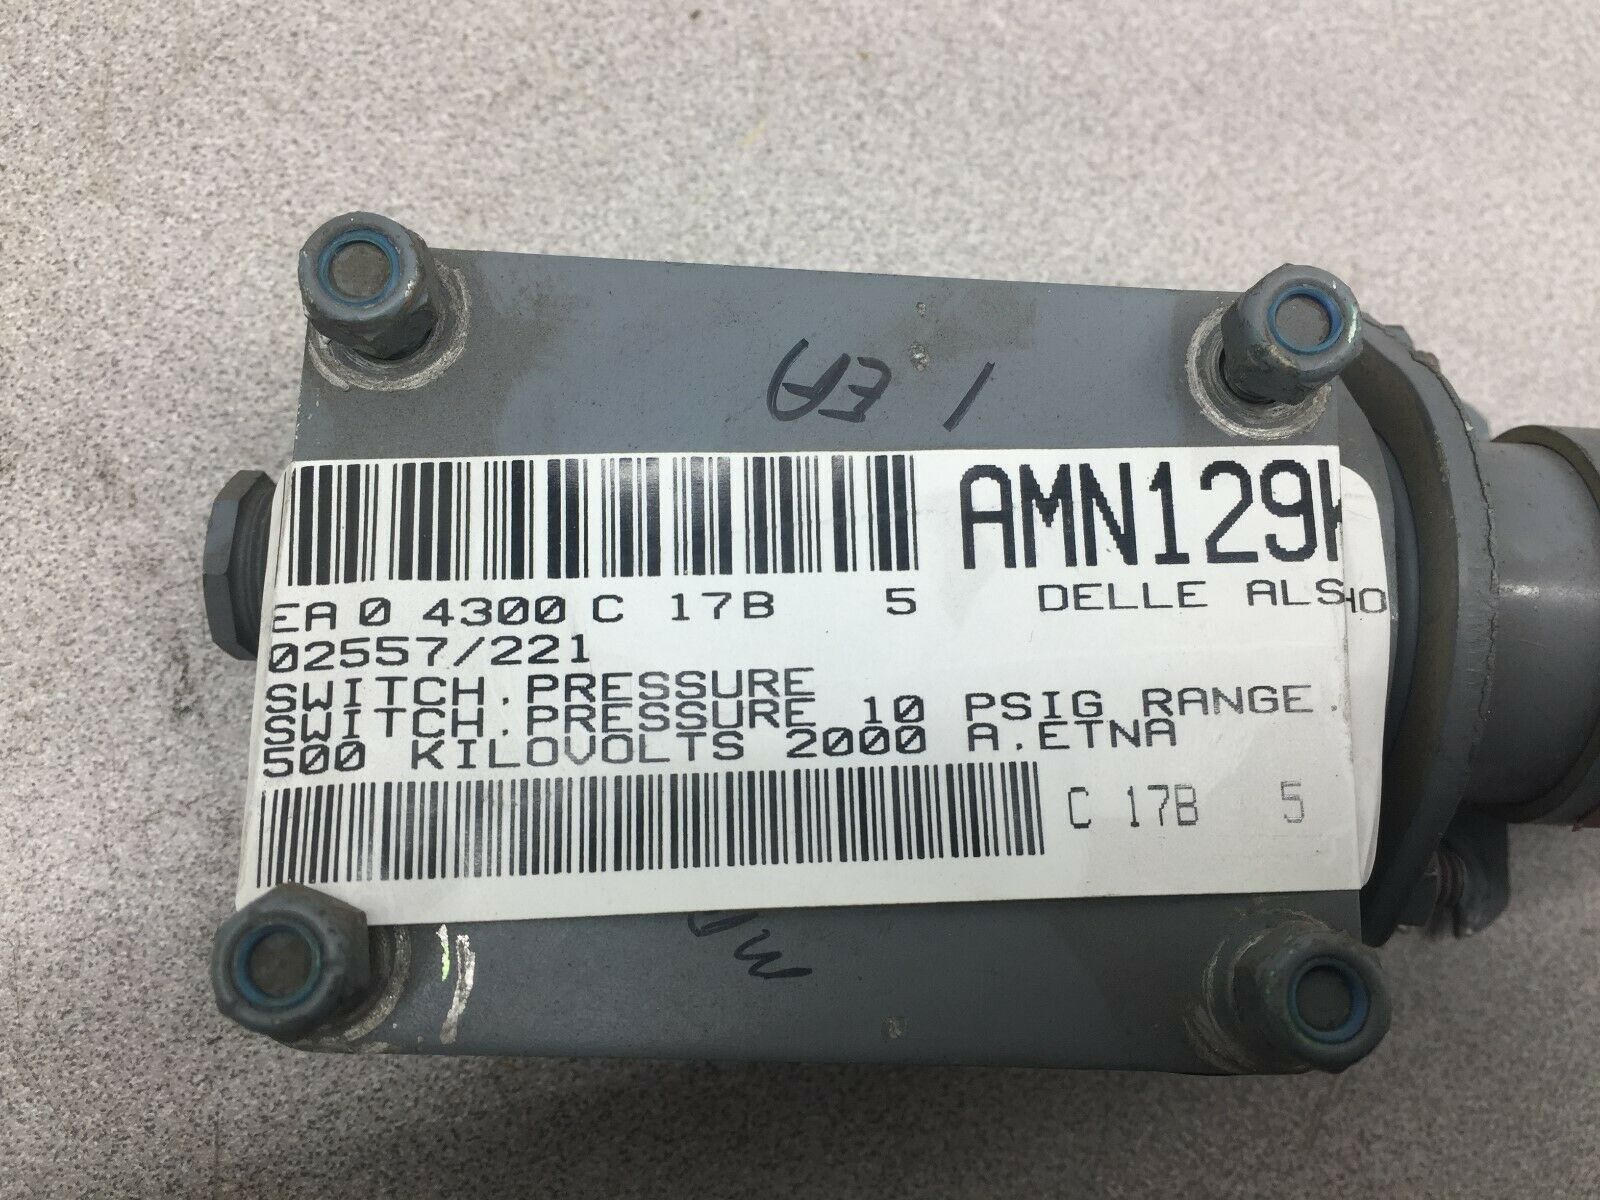 1 EA
AMN129K
EA 0 4300 C 17B 5 DELLE ALSHO
02557/221
SWITCH.PRESSURE
SWITCH.PRESSURE 10 PSIG RANGE.
500 KILOVOLTS 2000 A.ETNA
C 17B 5